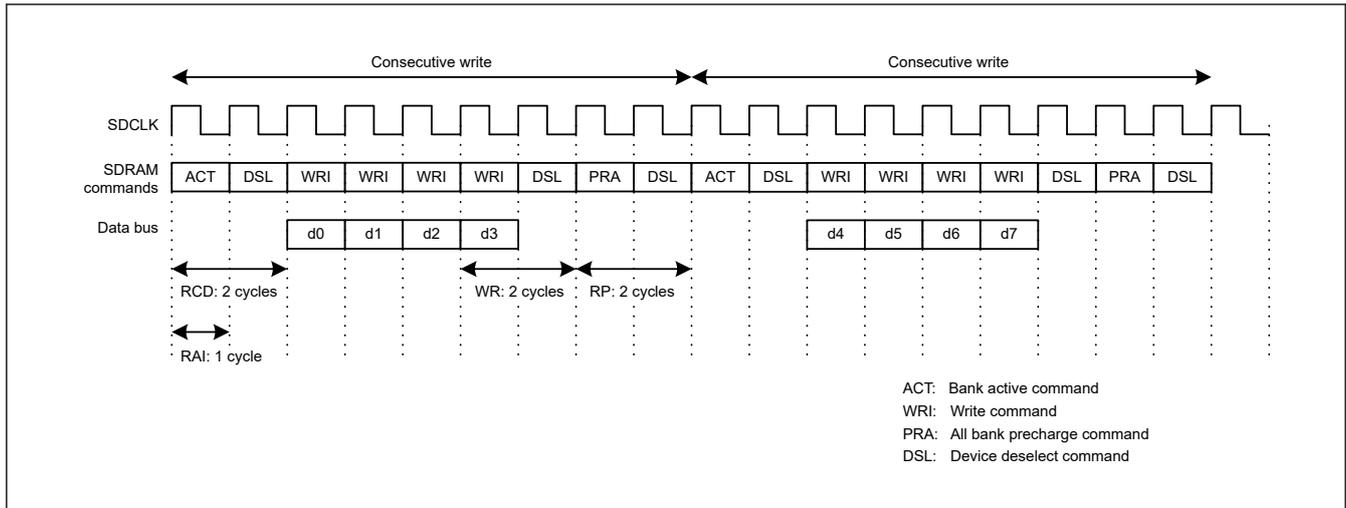 Consecutive write Consecutive write
SDCLK
SDRAM
commands
ACT DSL WRI WRI WRI WRI DSL PRA DSL ACT DSL WRI WRI WRI WRI DSL PRA DSL
Data bus d0 d1 d2 d3 d4 d5 d6 d7
RCD: 2 cycles WR: 2 cycles RP: 2 cycles
RAI: 1 cycle
ACT: Bank active command
WRI: Write command
PRA: All bank precharge command
DSL: Device deselect command